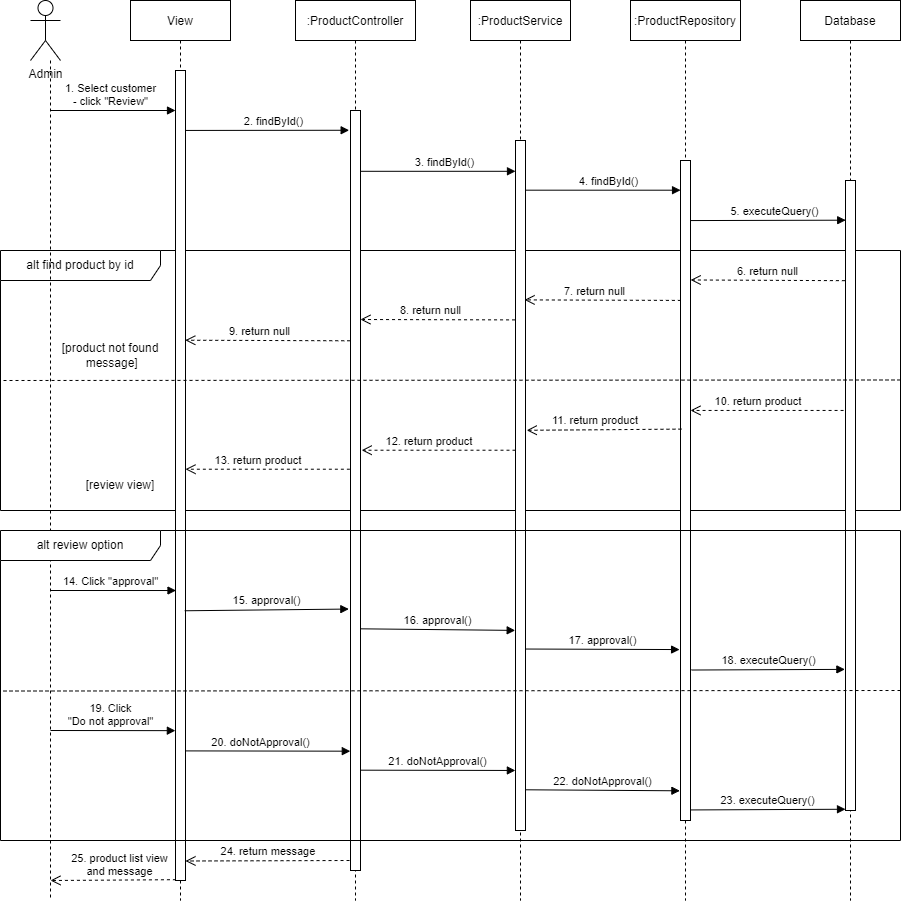 View
:ProductController
:ProductService
:ProductRepository
Database
Admin
1. Select customer
- click "Review"
2. findById()
3. findById()
4. findById()
5. executeQuery()
alt find product by id
6. return null
7. return null
8. return null
9. return null
[product not found
message]
10. return product
11. return product
12. return product
13. return product
[review view]
alt review option
14. Click "approval"
15. approval()
16. approval()
17. approval()
18. executeQuery()
19. Click
"Do not approval"
20. doNotApproval()
21. doNotApproval()
22. doNotApproval()
23. executeQuery()
24. return message
25. product list view
and message